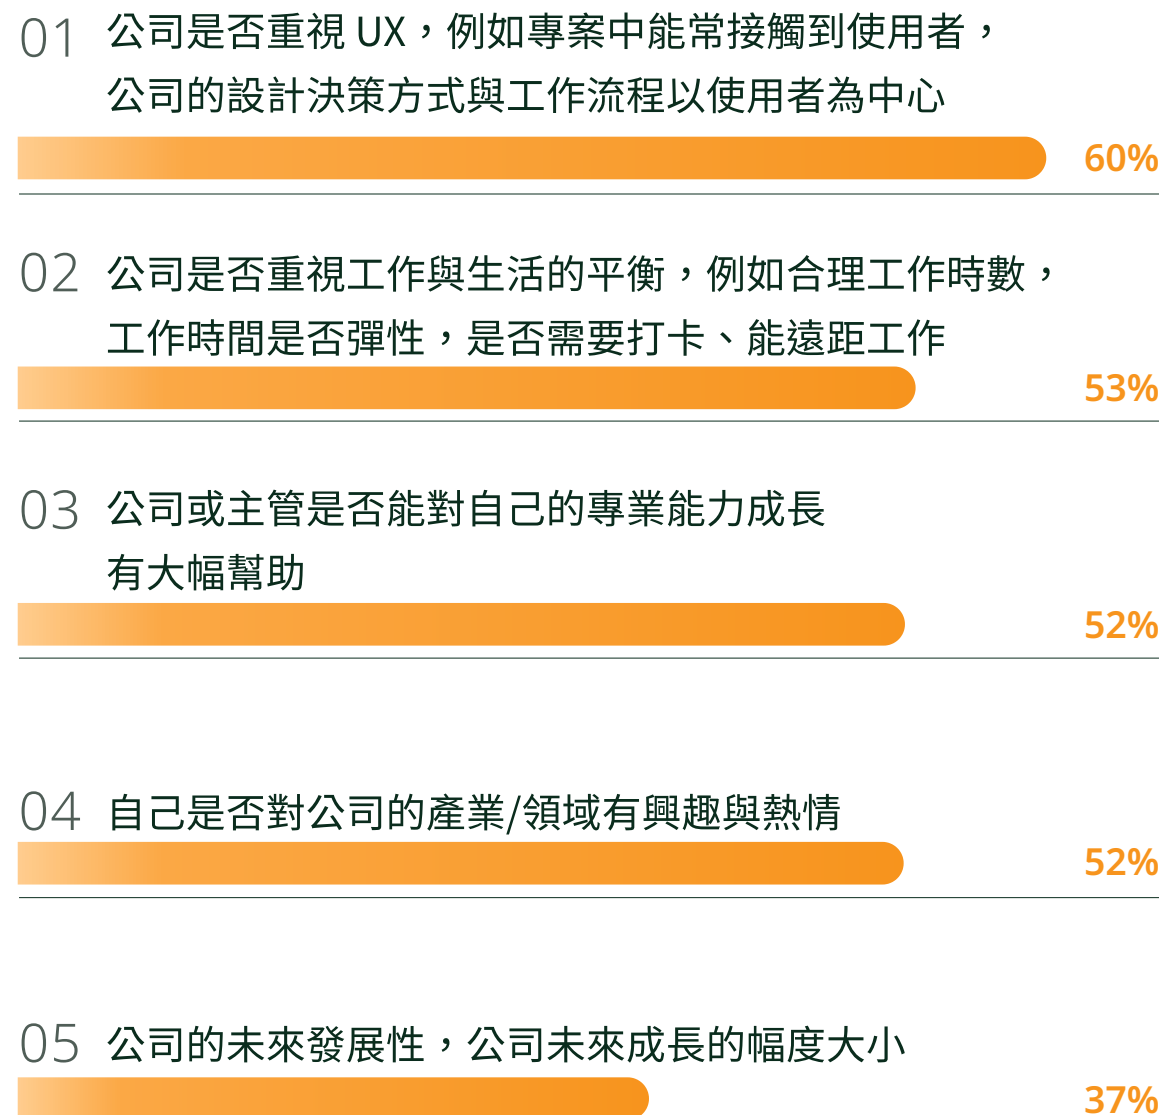 01 公司是否重視 UX，例如專案中能常接觸到使用者，
公司的設計決策方式與工作流程以使用者為中心
60%
02 公司是否重視工作與生活的平衡，例如合理工作時數，
工作時間是否彈性，是否需要打卡、能遠距工作
53%
03 公司或主管是否能對自己的專業能力成長
有大幅幫助
52%
04 自己是否對公司的產業/領域有興趣與熱情
52%
05 公司的未來發展性，公司未來成長的幅度大小
37%